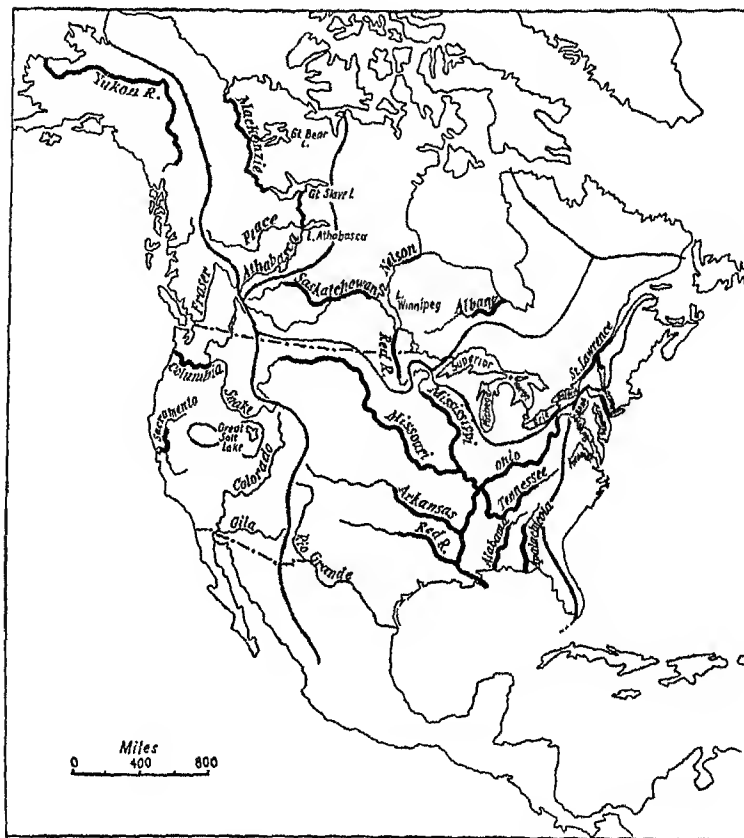 Yukon R.
Mackenzie
Gt. Bear
L.
Gt. Slave L
Peace
L. Athabasca
Athabasca
Fraser
Saskatchewan
Nelson
L.
Winnipeg
Albany
Red R.
Superior
St. Lawrence
Columbia
Snake
Sacramento
Great
Salt
Lake
Mississippi
Missouri
Ohio
Colorado
Tennessee
Arkansas
Gila
Red R.
Alabama
Apalachicola
Rio Grande
Miles
0 400 800